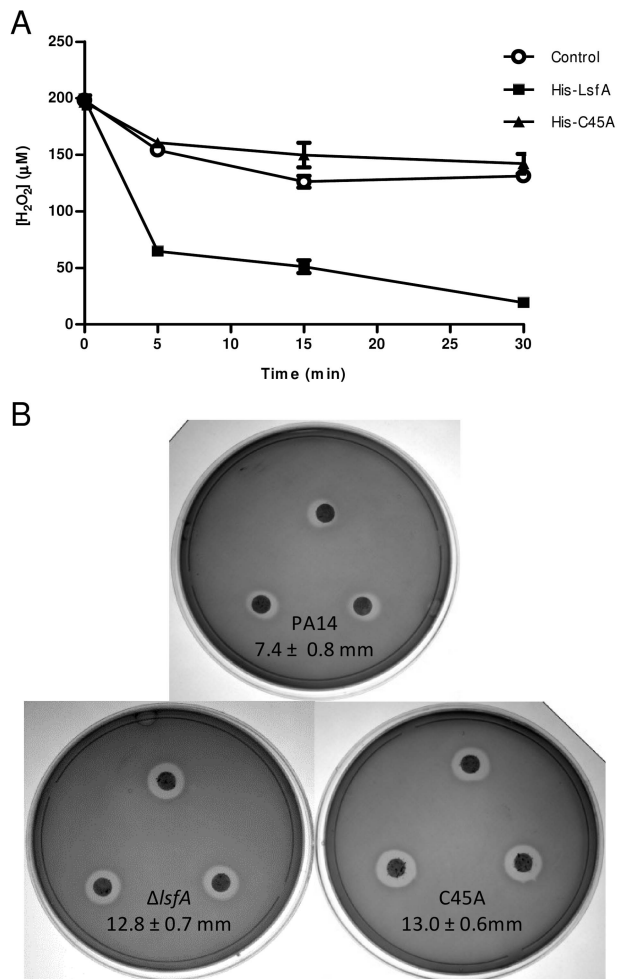 A
[H₂O₂] (µM)
250
200
150
100
50
0
0 5 10 15 20 25 30
Time (min)
Control
His-LsfA
His-C45A
B
PA14
7.4 ± 0.8 mm
ΔlsfA
12.8 ± 0.7 mm
C45A
13.0 ± 0.6mm